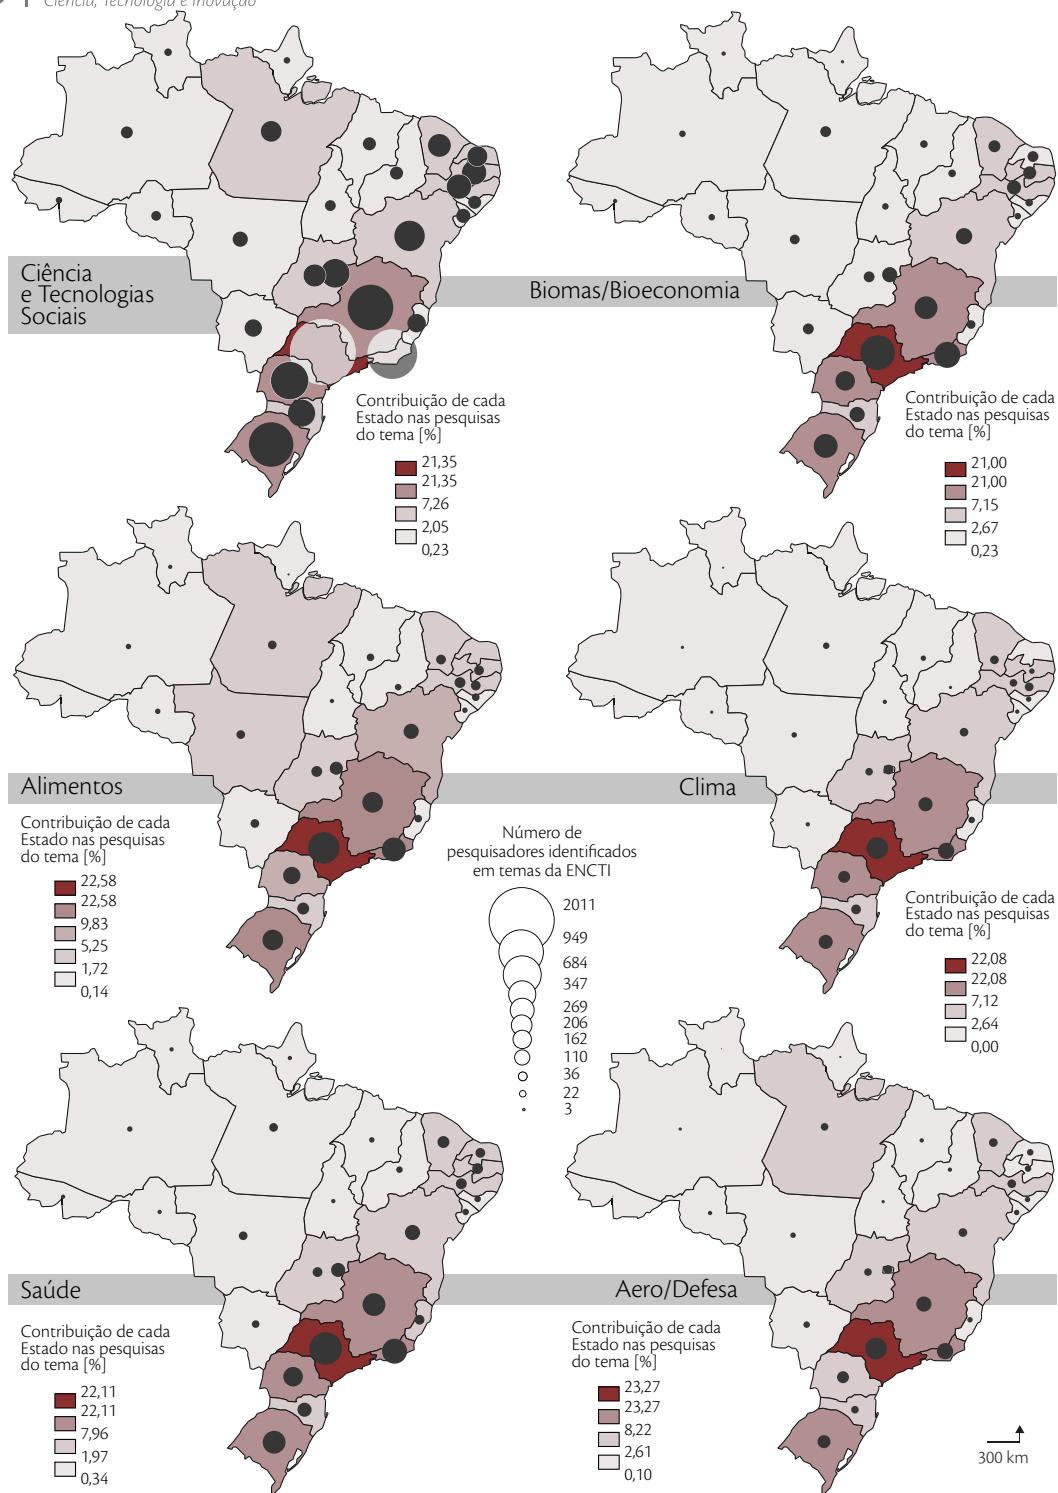 Ciência, Tecnologia e Inovação
Ciência
e Tecnologias
Sociais
Contribuição de cada
Estado nas pesquisas
do tema [%]
21,35
21,35
7,26
2,05
0,23
Biomas/Bioeconomia
Contribuição de cada
Estado nas pesquisas
do tema [%]
21,00
21,00
7,15
2,67
0,23
Alimentos
Contribuição de cada
Estado nas pesquisas
do tema [%]
22,58
22,58
9,83
5,25
1,72
0,14
Número de
pesquisadores identificados
em temas da ENCTI
2011
949
684
347
269
206
162
110
36
22
3
Clima
Contribuição de cada
Estado nas pesquisas
do tema [%]
22,08
22,08
7,12
2,64
0,00
Saúde
Contribuição de cada
Estado nas pesquisas
do tema [%]
22,11
22,11
7,96
1,97
0,34
Aero/Defesa
Contribuição de cada
Estado nas pesquisas
do tema [%]
23,27
23,27
8,22
2,61
0,10
300 km